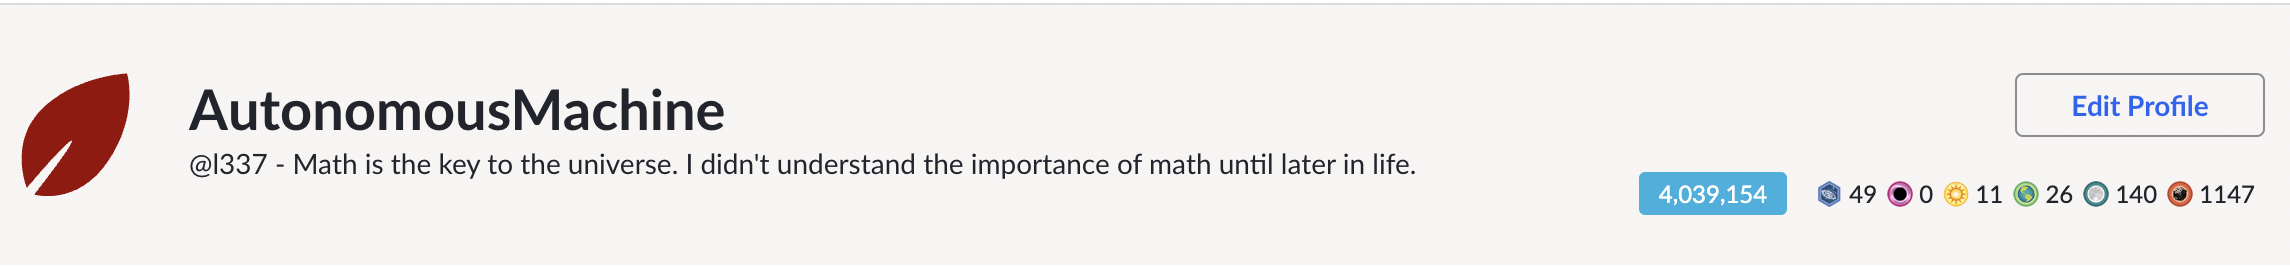 AutonomousMachine
Edit Profile
@l337 - Math is the key to the universe. I didn't understand the importance of math until later in life.
4,039,154 49 0 11 26 140 1147